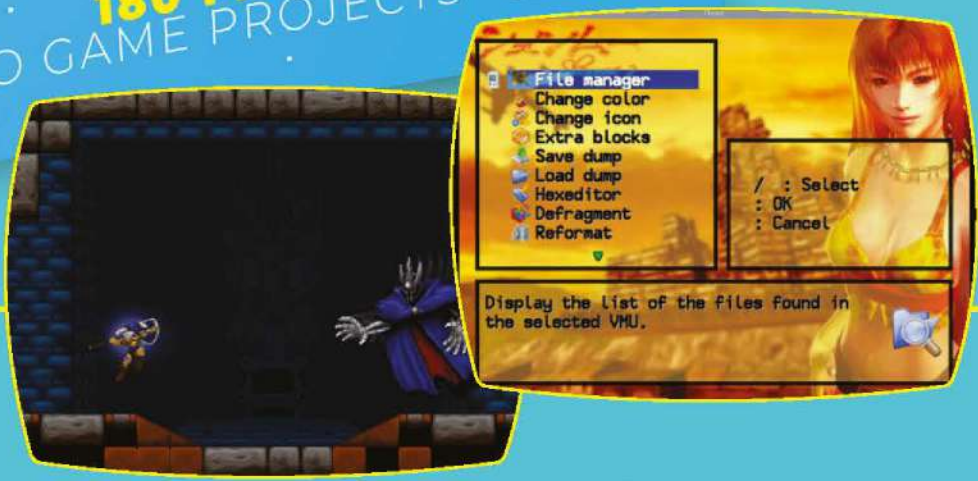 180
O GAME PROJECTS
File manager
Change color
Change icon
Extra blocks
Save dump
Load dump
Hexeditor
Defragment
Reformat
/ : Select
: OK
: Cancel
Display the list of the files found in
the selected VMU.